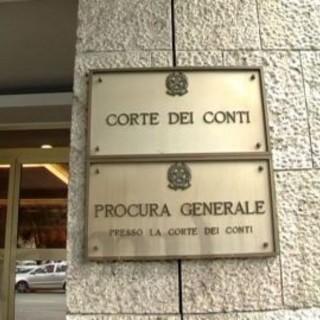 CORTE DEI CONTI
PROCURA GENERALE
PRESSO LA CORTE DEI CONTI